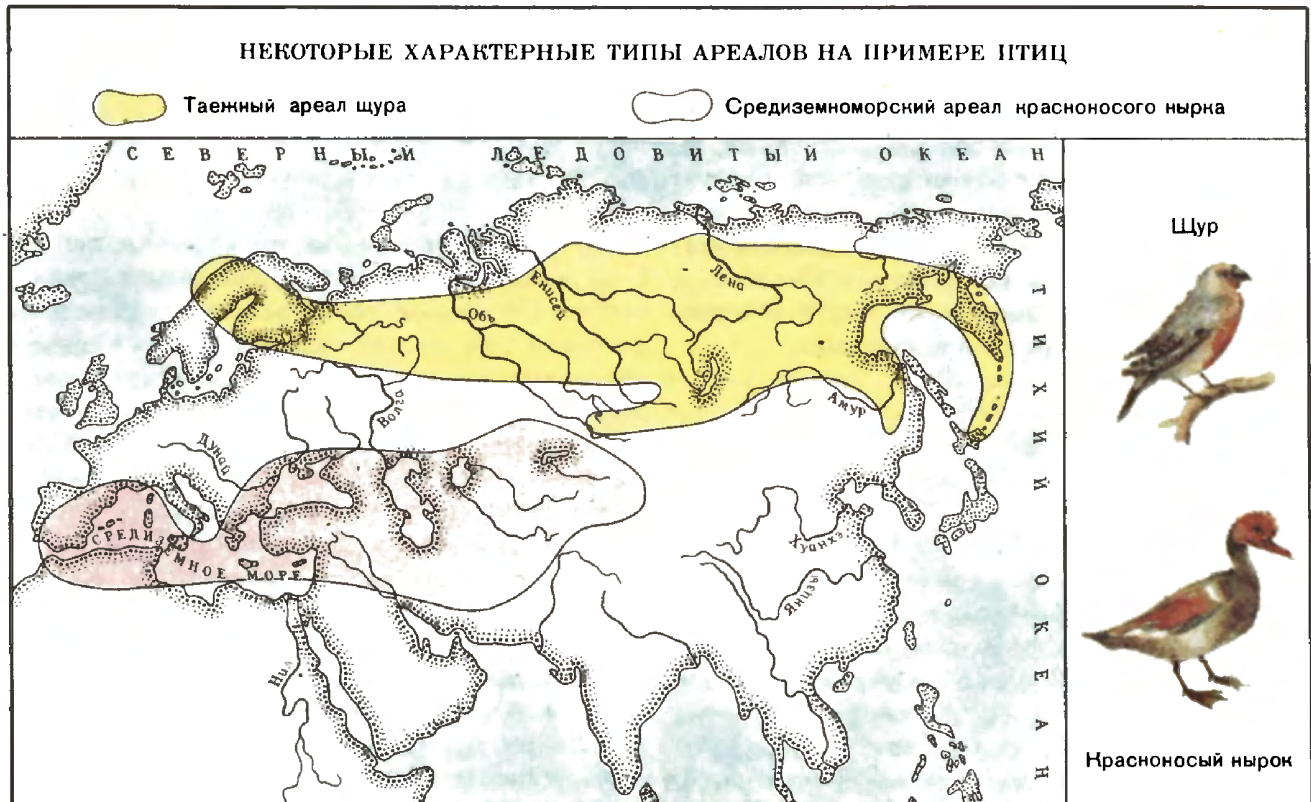 НЕКОТОРЫЕ ХАРАКТЕРНЫЕ ТИПЫ АРЕАЛОВ НА ПРИМЕРЕ ПТИЦ
Таежный ареал щура
Средиземноморский ареал красноносого нырка
СЕВЕРНЫЙ ЛЕДОВИТЫЙ ОКЕАН
Щур
ТИХИЙ ОКЕАН
Лена
Енисей
Обь
Волга
Амур
Дунай
СРЕДИЗЕМНОЕ МОРЕ
Хуанхэ
Янцзы
Нил
Красноносый нырок